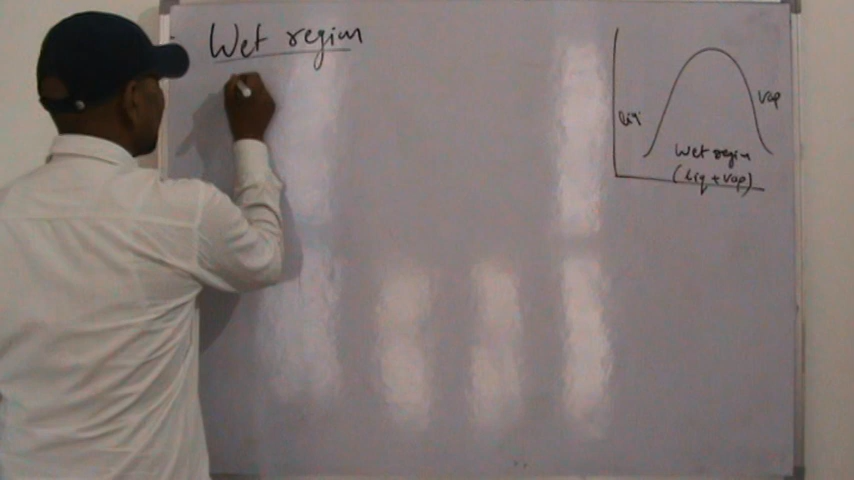 Wet region
liq
vap
Wet region
(liq + vap)